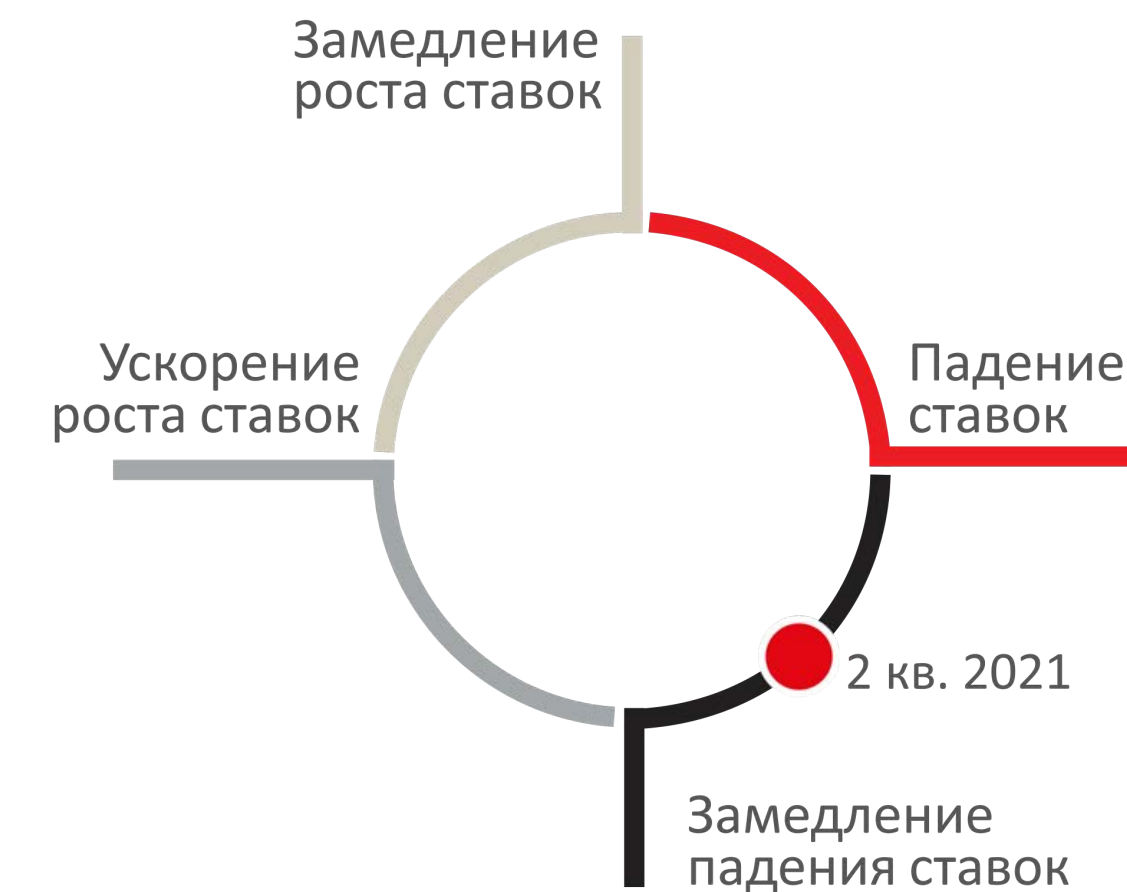 Замедление
роста ставок
Ускорение
роста ставок
Падение
ставок
2 кв. 2021
Замедление
падения ставок